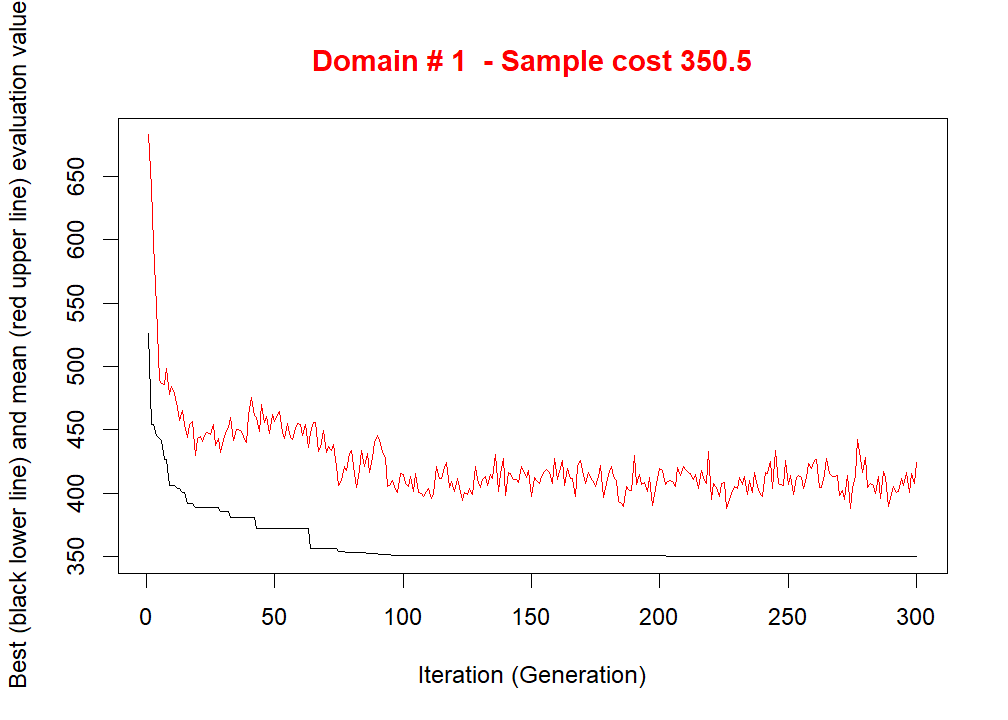 Domain # 1  - Sample cost 350.5
Best (black lower line) and mean (red upper line) evaluation value
650
600
550
500
450
400
350
0 50 100 150 200 250 300
Iteration (Generation)